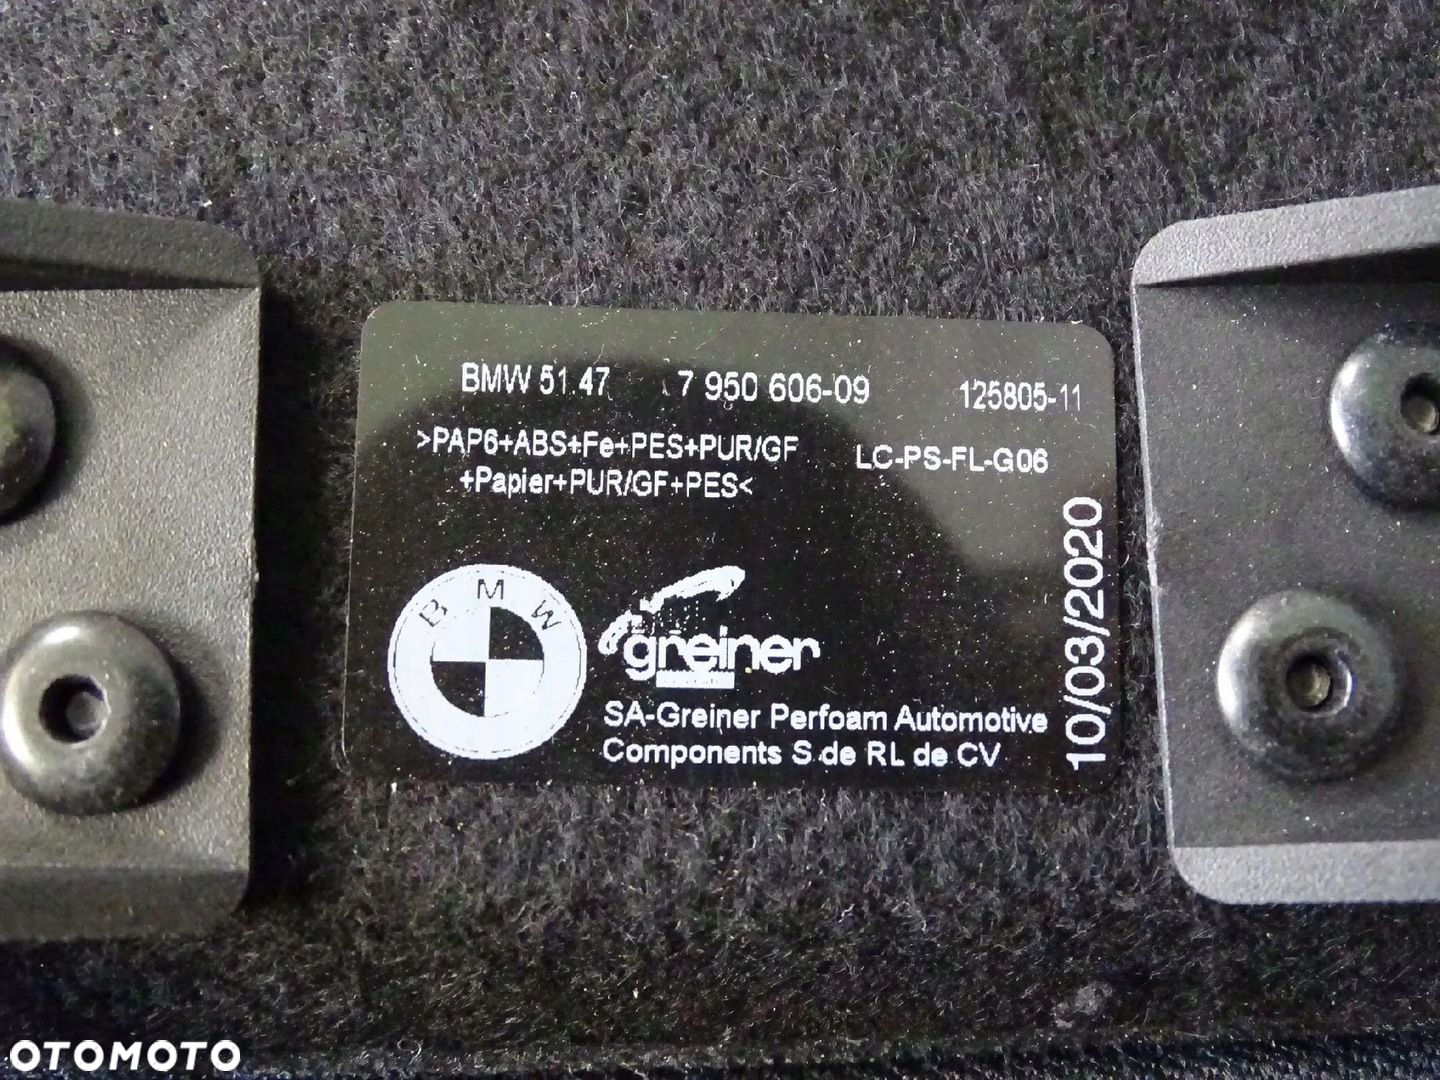 BMW 51.47 7 950 606-09 125805-11
>PAP6+ABS+Fe+PES+PUR/GF LC-PS-FL-G06
+Papier+PUR/GF+PES<
10/03/2020
BMW
greiner
SA-Greiner Perfoam Automotive
Components S de RL de CV
OTOMOTO